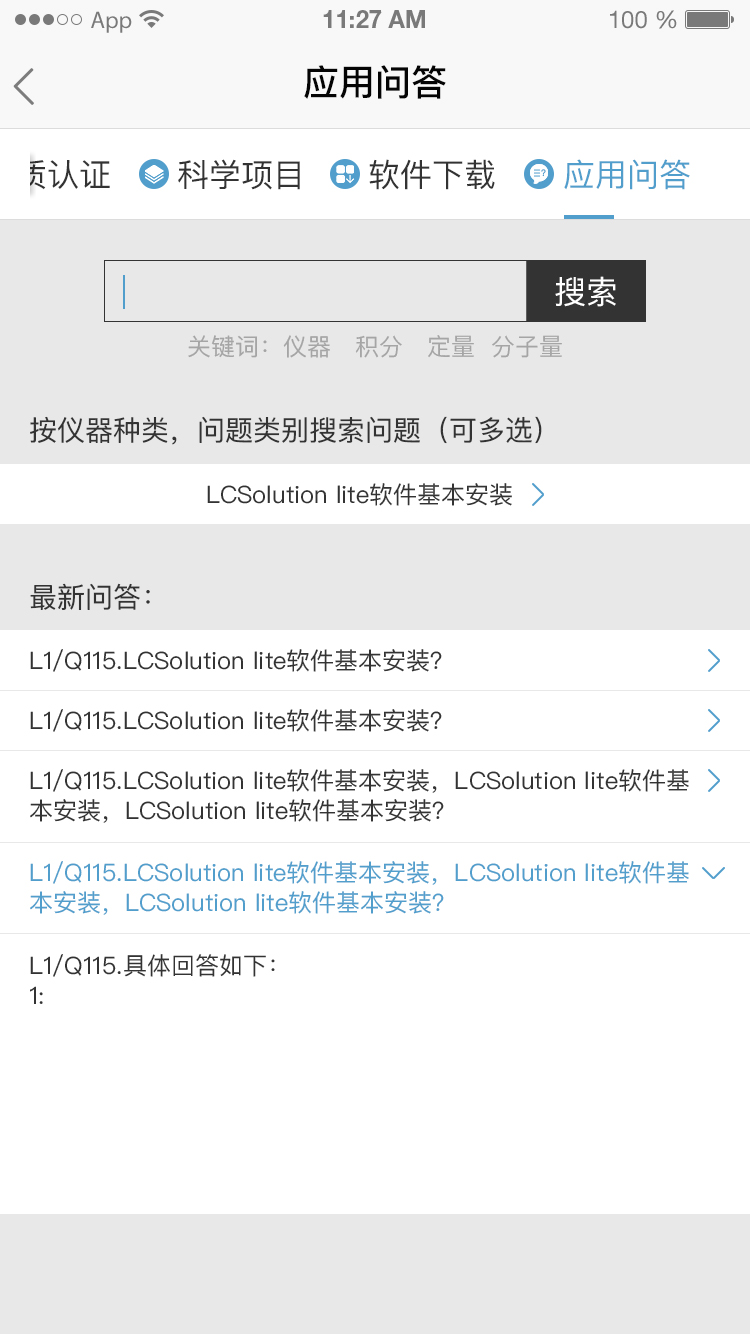 App 11:27 AM 100 %
应用问答
质认证 科学项目 软件下载 应用问答
搜索
关键词：仪器 积分 定量 分子量
按仪器种类，问题类别搜索问题（可多选）
LCSolution lite软件基本安装
最新问答：
L1/Q115.LCSolution lite软件基本安装?
L1/Q115.LCSolution lite软件基本安装?
L1/Q115.LCSolution lite软件基本安装，LCSolution lite软件基
本安装，LCSolution lite软件基本安装?
L1/Q115.LCSolution lite软件基本安装，LCSolution lite软件基
本安装，LCSolution lite软件基本安装?
L1/Q115.具体回答如下：
1: